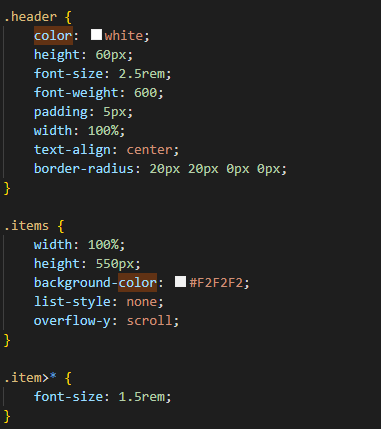 .header {
color: white;
height: 60px;
font-size: 2.5rem;
font-weight: 600;
padding: 5px;
width: 100%;
text-align: center;
border-radius: 20px 20px 0px 0px;
}
.items {
width: 100%;
height: 550px;
background-color: #F2F2F2;
list-style: none;
overflow-y: scroll;
}
.item>* {
font-size: 1.5rem;
}